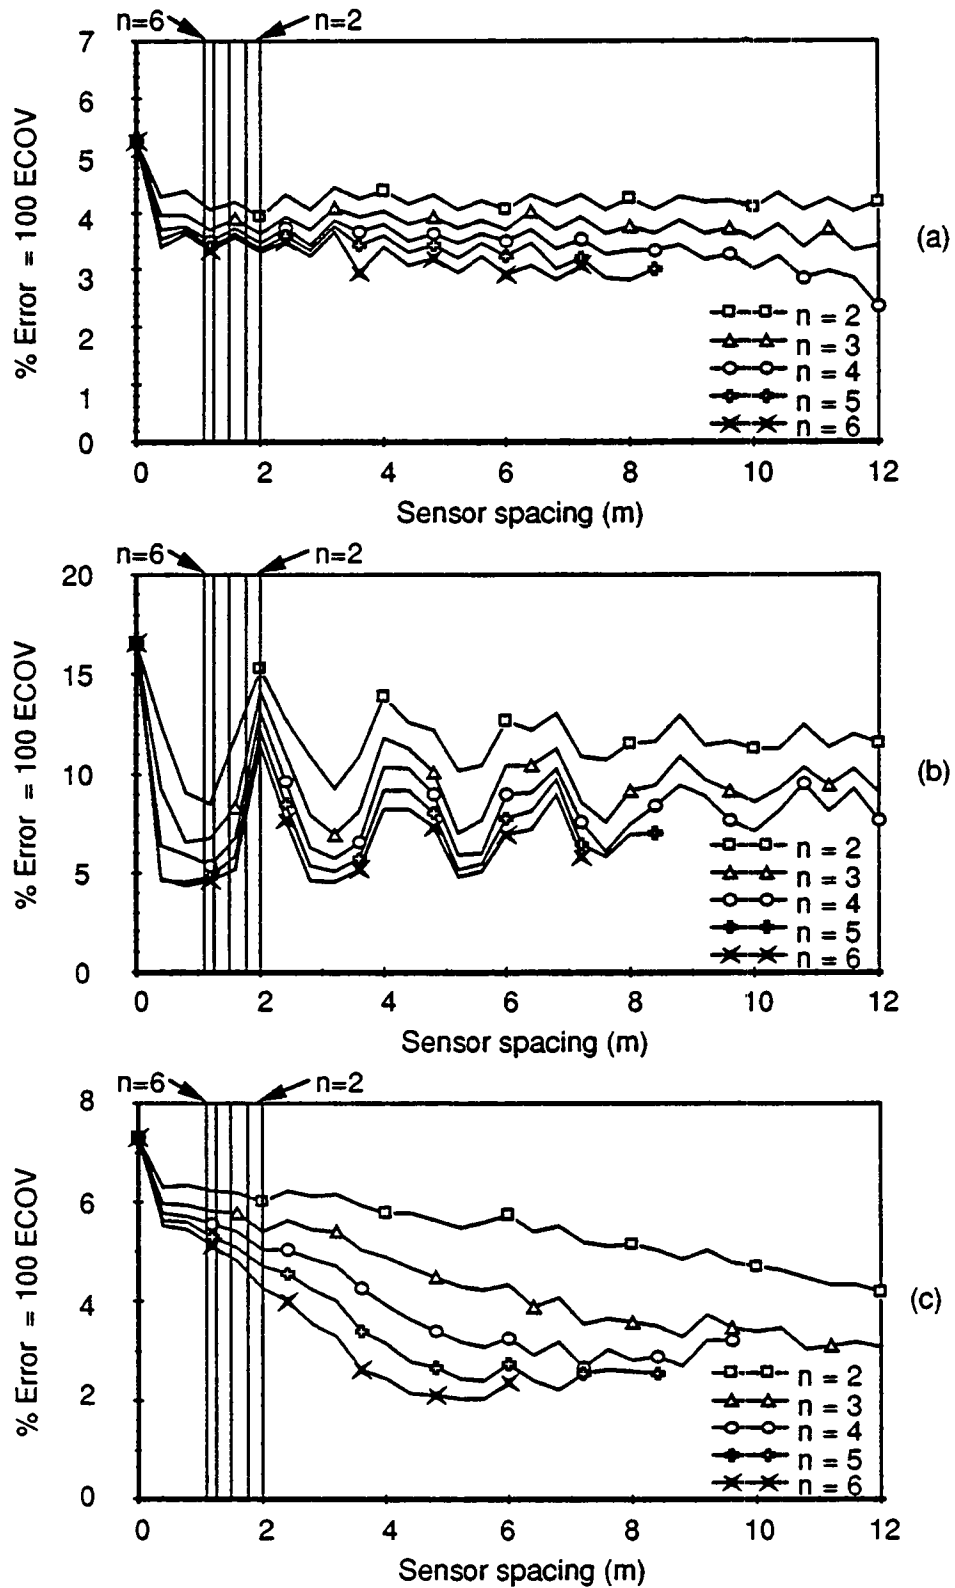 n=6 n=2
7
6
5
4
3
2
1
0
% Error = 100 ECOV
(a)
n = 2
n = 3
n = 4
n = 5
n = 6
0 2 4 6 8 10 12
Sensor spacing (m)
n=6 n=2
20
15
10
5
0
% Error = 100 ECOV
(b)
n = 2
n = 3
n = 4
n = 5
n = 6
0 2 4 6 8 10 12
Sensor spacing (m)
n=6 n=2
8
6
4
2
0
% Error = 100 ECOV
(c)
n = 2
n = 3
n = 4
n = 5
n = 6
0 2 4 6 8 10 12
Sensor spacing (m)